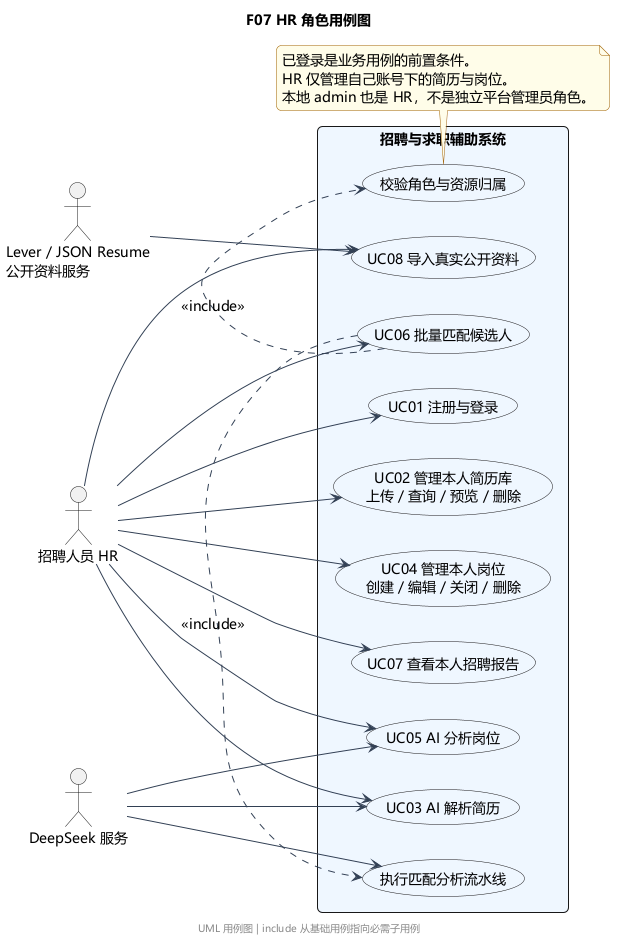 F07 HR 角色用例图
已登录是业务用例的前置条件。
HR 仅管理自己账号下的简历与岗位。
本地 admin 也是 HR，不是独立平台管理员角色。
招聘与求职辅助系统
校验角色与资源归属
Lever / JSON Resume
公开资料服务
UC08 导入真实公开资料
«include»
UC06 批量匹配候选人
UC01 注册与登录
UC02 管理本人简历库
上传 / 查询 / 预览 / 删除
招聘人员 HR
UC04 管理本人岗位
创建 / 编辑 / 关闭 / 删除
«include»
UC07 查看本人招聘报告
UC05 AI 分析岗位
UC03 AI 解析简历
DeepSeek 服务
执行匹配分析流水线
UML 用例图 | include 从基础用例指向必需子用例